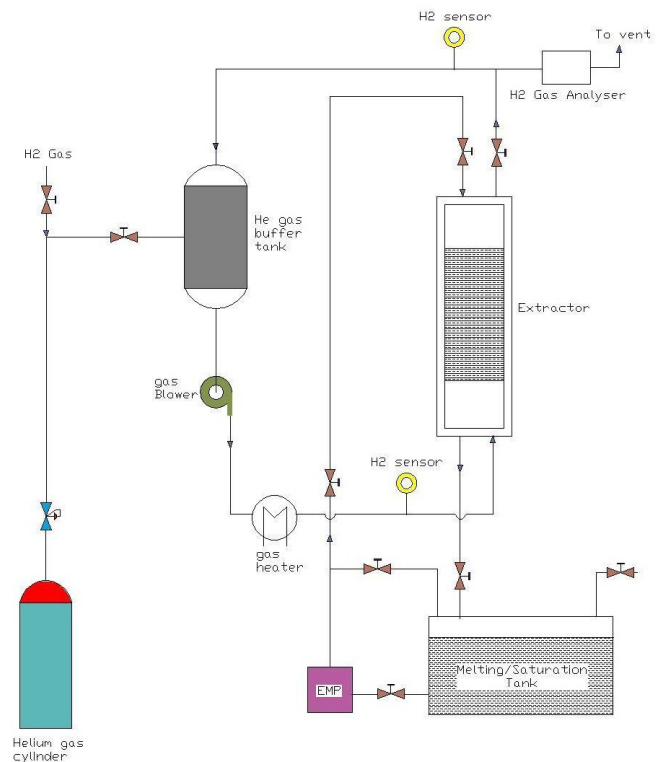 H2 sensor
To vent
H2 Gas Analyser
H2 Gas
He gas
buffer
tank
Extractor
gas
Blower
H2 sensor
gas
heater
Melting/Saturation
Tank
EMP
Helium gas
cylinder